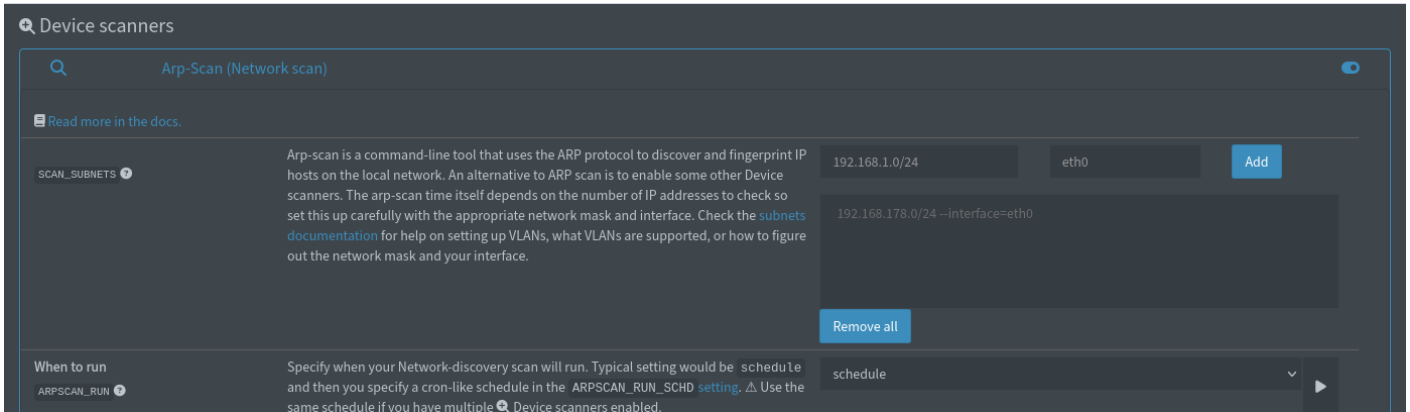 Device scanners
Arp-Scan (Network scan)
Read more in the docs.
SCAN_SUBNETS
Arp-scan is a command-line tool that uses the ARP protocol to discover and fingerprint IP
hosts on the local network. An alternative to ARP scan is to enable some other Device
scanners. The arp-scan time itself depends on the number of IP addresses to check so
set this up carefully with the appropriate network mask and interface. Check the subnets
documentation for help on setting up VLANs, what VLANs are supported, or how to figure
out the network mask and your interface.
192.168.1.0/24
eth0
Add
192.168.178.0/24 --interface=eth0
Remove all
When to run
ARPSCAN_RUN
Specify when your Network-discovery scan will run. Typical setting would be schedule
and then you specify a cron-like schedule in the ARPSCAN_RUN_SCHD setting. ⚠ Use the
same schedule if you have multiple Device scanners enabled.
schedule